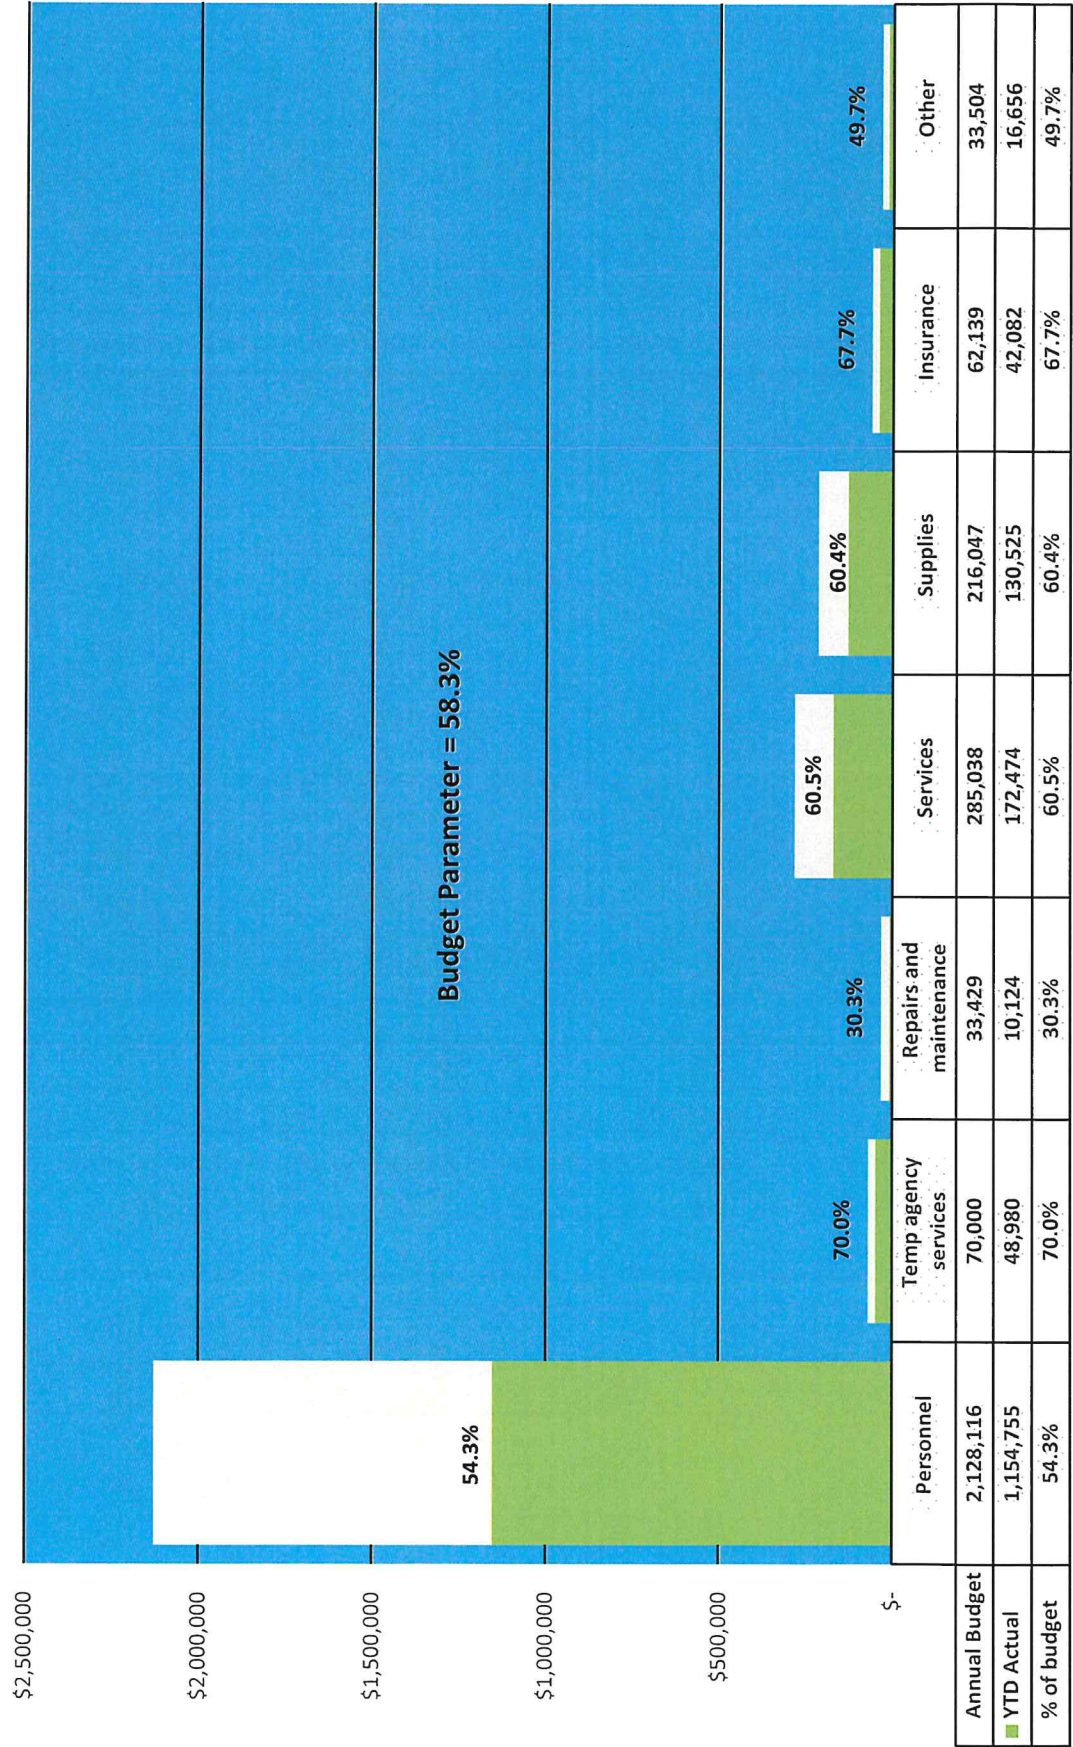 $2,500,000
$2,000,000
$1,500,000
$1,000,000
$500,000
$-
Budget Parameter = 58.3%
54.3%
70.0%
30.3%
60.5%
60.4%
67.7%
49.7%
Personnel Temp agency services Repairs and maintenance Services Supplies Insurance Other
Annual Budget 2,128,116 70,000 33,429 285,038 216,047 62,139 33,504
YTD Actual 1,154,755 48,980 10,124 172,474 130,525 42,082 16,656
% of budget 54.3% 70.0% 30.3% 60.5% 60.4% 67.7% 49.7%